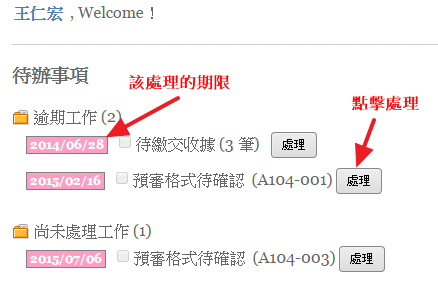 王仁宏 , Welcome！
待辦事項
該處理的期限
逾期工作 (2)
點擊處理
2014/06/28 待繳交收據 (3 筆) 處理
2015/02/16 預審格式待確認 (A104-001) 處理
尚未處理工作 (1)
2015/07/06 預審格式待確認 (A104-003) 處理